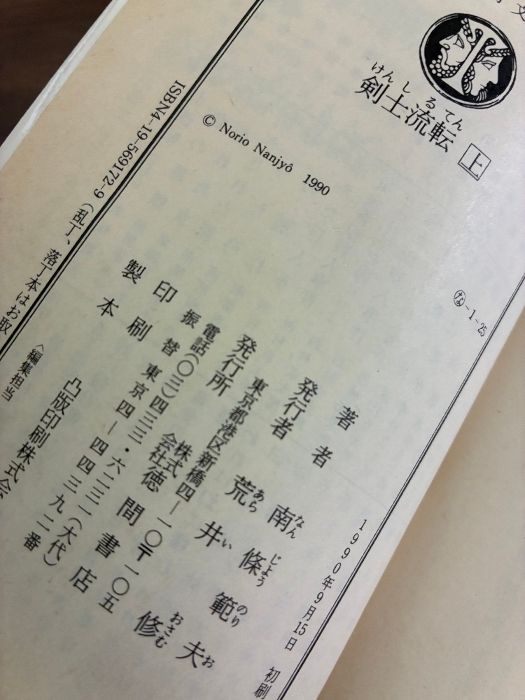 文
けんしるてん
剣士流転 上
© Norio Nanjyō 1990
㋤-1-25
1990年9月15日 初刷
著者 南條範夫
なんじょうのりお
発行者 荒井修
あらいおさむ
発行所 東京都港区新橋四-一〇〒一〇五
株式会社徳間書店
電話(〇三)四三三・六二三一(大代)
振替 東京四-四四三九二番
印刷
製本 凸版印刷株式会
〈編集担当
ISBN4-19-569172-9 (乱丁、落丁本はお取